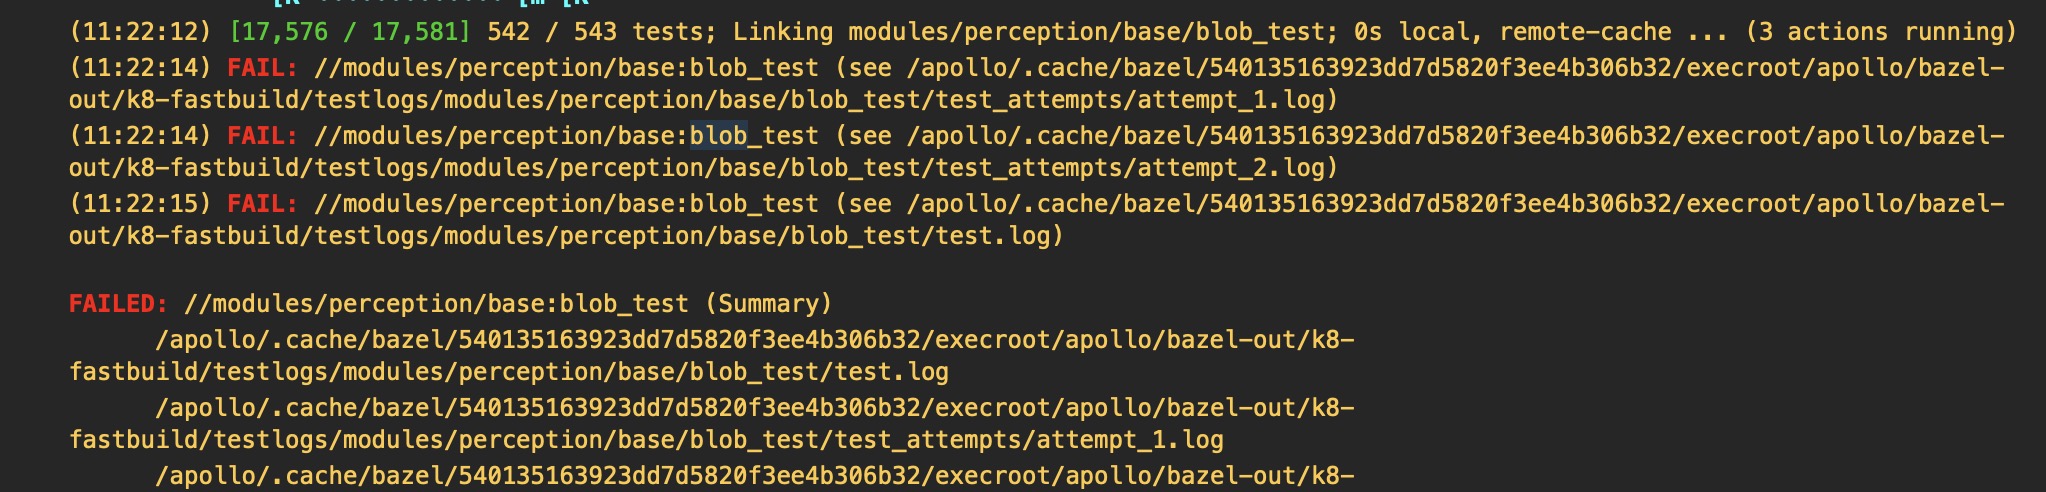 (11:22:12) [17,576 / 17,581] 542 / 543 tests; Linking modules/perception/base/blob_test; 0s local, remote-cache ... (3 actions running)
(11:22:14) FAIL: //modules/perception/base:blob_test (see /apollo/.cache/bazel/540135163923dd7d5820f3ee4b306b32/execroot/apollo/bazel-
out/k8-fastbuild/testlogs/modules/perception/base/blob_test/test_attempts/attempt_1.log)
(11:22:14) FAIL: //modules/perception/base:blob_test (see /apollo/.cache/bazel/540135163923dd7d5820f3ee4b306b32/execroot/apollo/bazel-
out/k8-fastbuild/testlogs/modules/perception/base/blob_test/test_attempts/attempt_2.log)
(11:22:15) FAIL: //modules/perception/base:blob_test (see /apollo/.cache/bazel/540135163923dd7d5820f3ee4b306b32/execroot/apollo/bazel-
out/k8-fastbuild/testlogs/modules/perception/base/blob_test/test.log)
FAILED: //modules/perception/base:blob_test (Summary)
/apollo/.cache/bazel/540135163923dd7d5820f3ee4b306b32/execroot/apollo/bazel-out/k8-
fastbuild/testlogs/modules/perception/base/blob_test/test.log
/apollo/.cache/bazel/540135163923dd7d5820f3ee4b306b32/execroot/apollo/bazel-out/k8-
fastbuild/testlogs/modules/perception/base/blob_test/test_attempts/attempt_1.log
/apollo/.cache/bazel/540135163923dd7d5820f3ee4b306b32/execroot/apollo/bazel-out/k8-